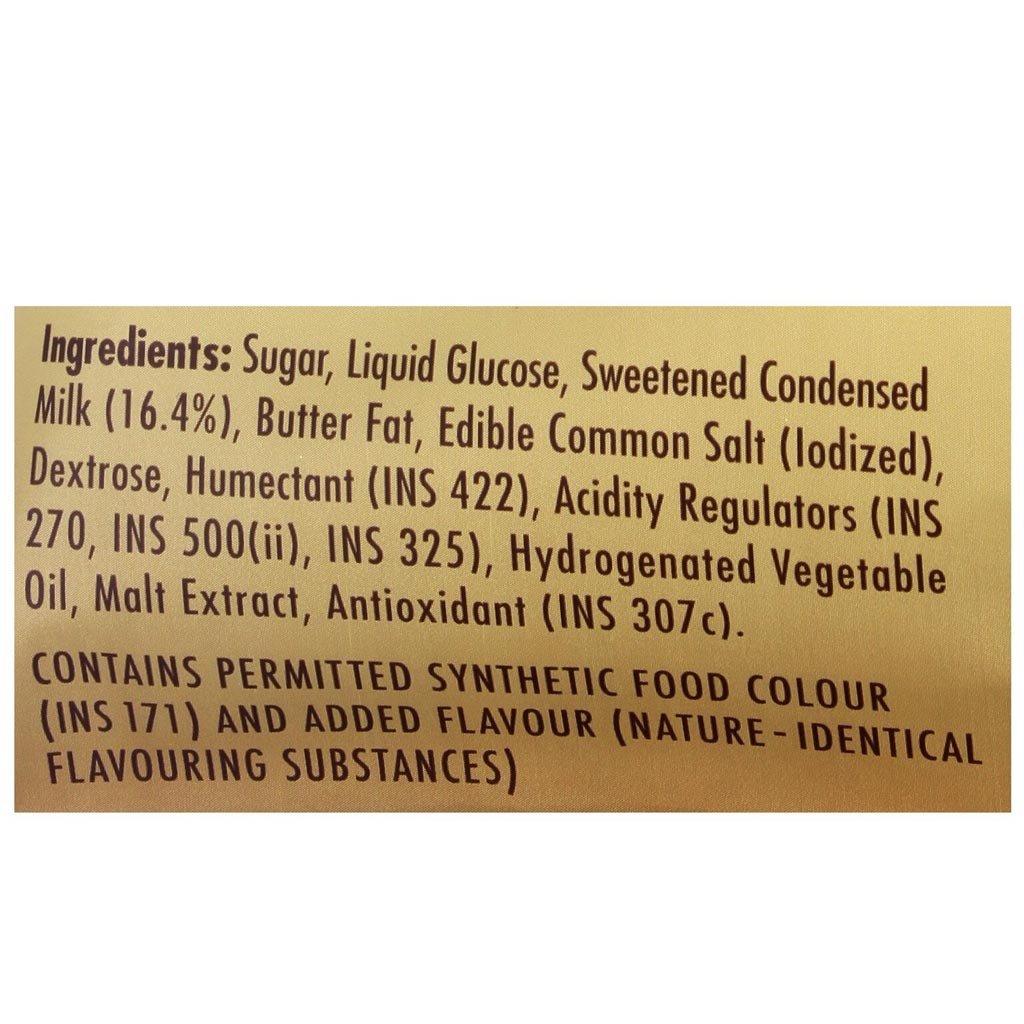 Ingredients: Sugar, Liquid Glucose, Sweetened Condensed
Milk (16.4%), Butter Fat, Edible Common Salt (Iodized),
Dextrose, Humectant (INS 422), Acidity Regulators (INS
270, INS 500(ii), INS 325), Hydrogenated Vegetable
Oil, Malt Extract, Antioxidant (INS 307c).
CONTAINS PERMITTED SYNTHETIC FOOD COLOUR
(INS 171) AND ADDED FLAVOUR (NATURE-IDENTICAL
FLAVOURING SUBSTANCES)